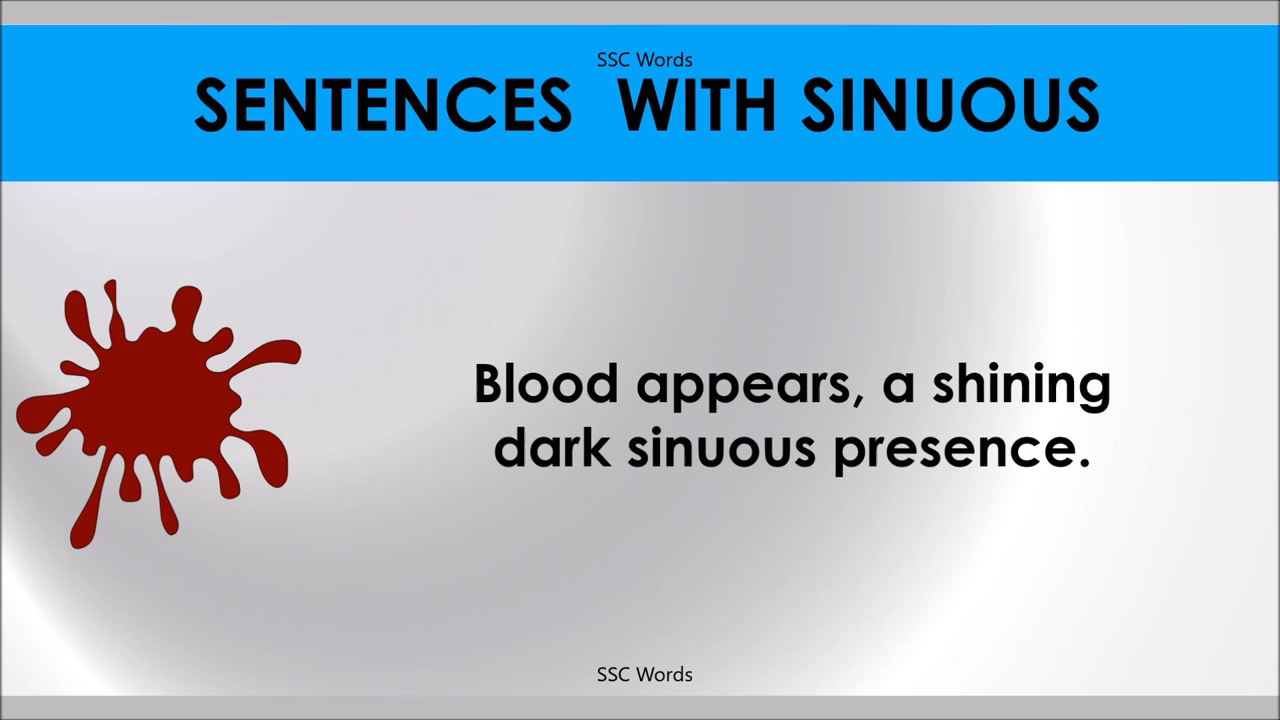 SSC Words
SENTENCES WITH SINUOUS
Blood appears, a shining
dark sinuous presence.
SSC Words